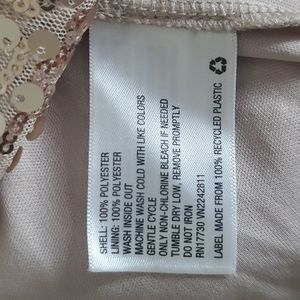 SHELL: 100% POLYESTER
LINING: 100% POLYESTER
WASH INSIDE OUT
MACHINE WASH COLD WITH LIKE COLORS
GENTLE CYCLE
ONLY NON-CHLORINE BLEACH IF NEEDED
TUMBLE DRY LOW, REMOVE PROMPTLY
DO NOT IRON
RN17730 VN2242811
LABEL MADE FROM 100% RECYCLED PLASTIC